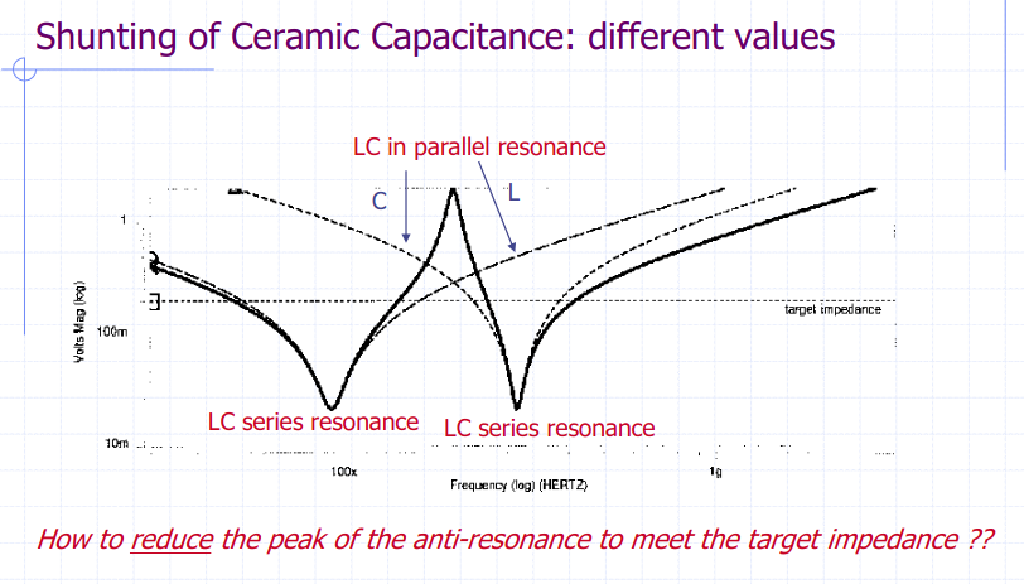 Shunting of Ceramic Capacitance: different values
LC in parallel resonance
C
L
1
target impedance
Volts Mag (log)
100m
LC series resonance
LC series resonance
10m
100x
1g
Frequency (log) (HERTZ)
How to reduce the peak of the anti-resonance to meet the target impedance ??